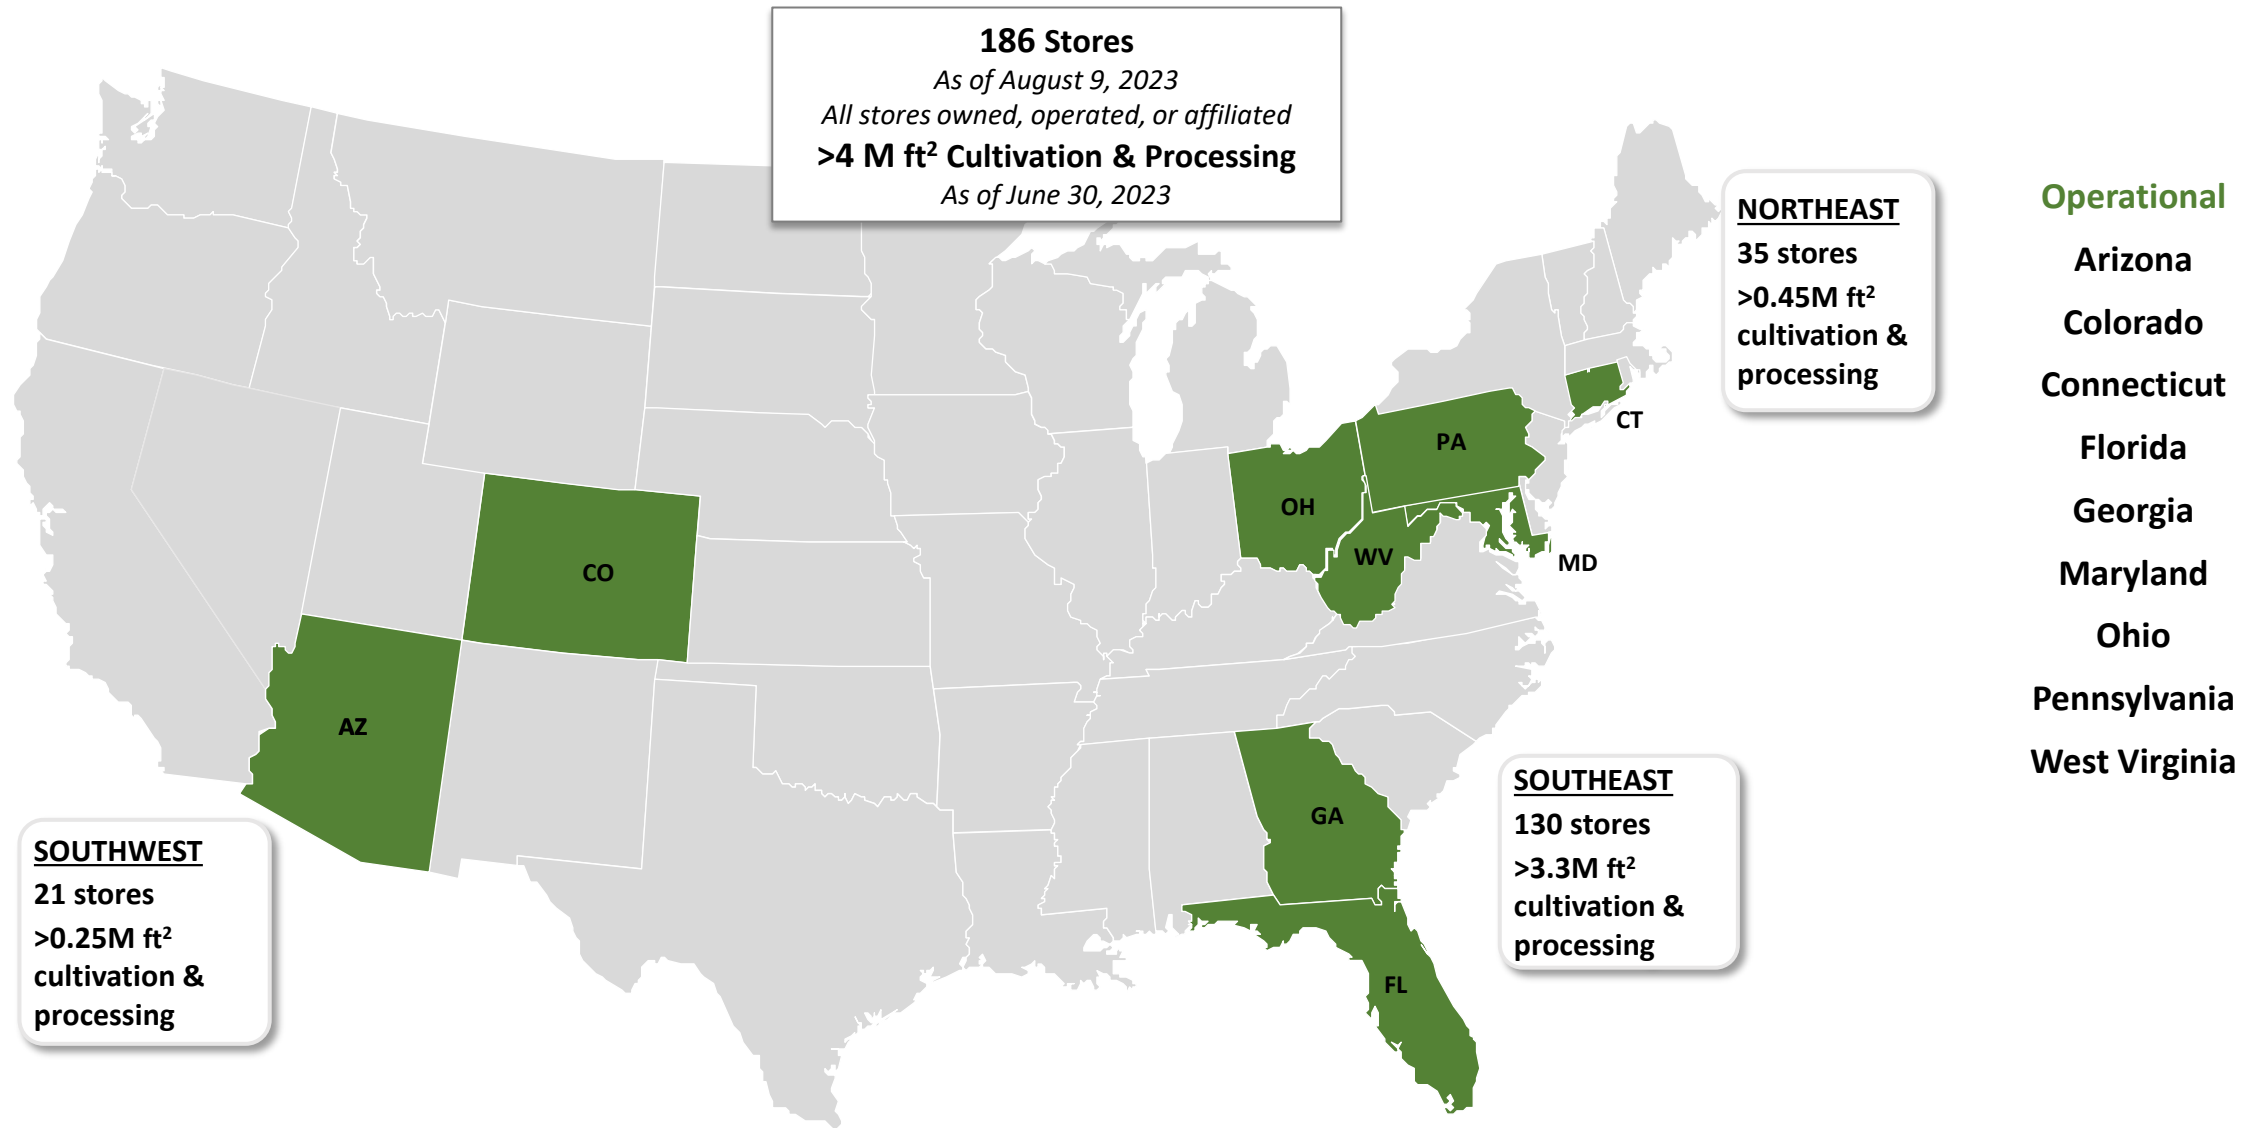 186 Stores
As of August 9, 2023
All stores owned, operated, or affiliated
>4 M ft² Cultivation & Processing
As of June 30, 2023
NORTHEAST
35 stores
>0.45M ft²
cultivation &
processing
Operational
Arizona
Colorado
Connecticut
Florida
Georgia
Maryland
Ohio
Pennsylvania
West Virginia
CT
PA
OH
WV
MD
CO
AZ
GA
FL
SOUTHEAST
130 stores
>3.3M ft²
cultivation &
processing
SOUTHWEST
21 stores
>0.25M ft²
cultivation &
processing